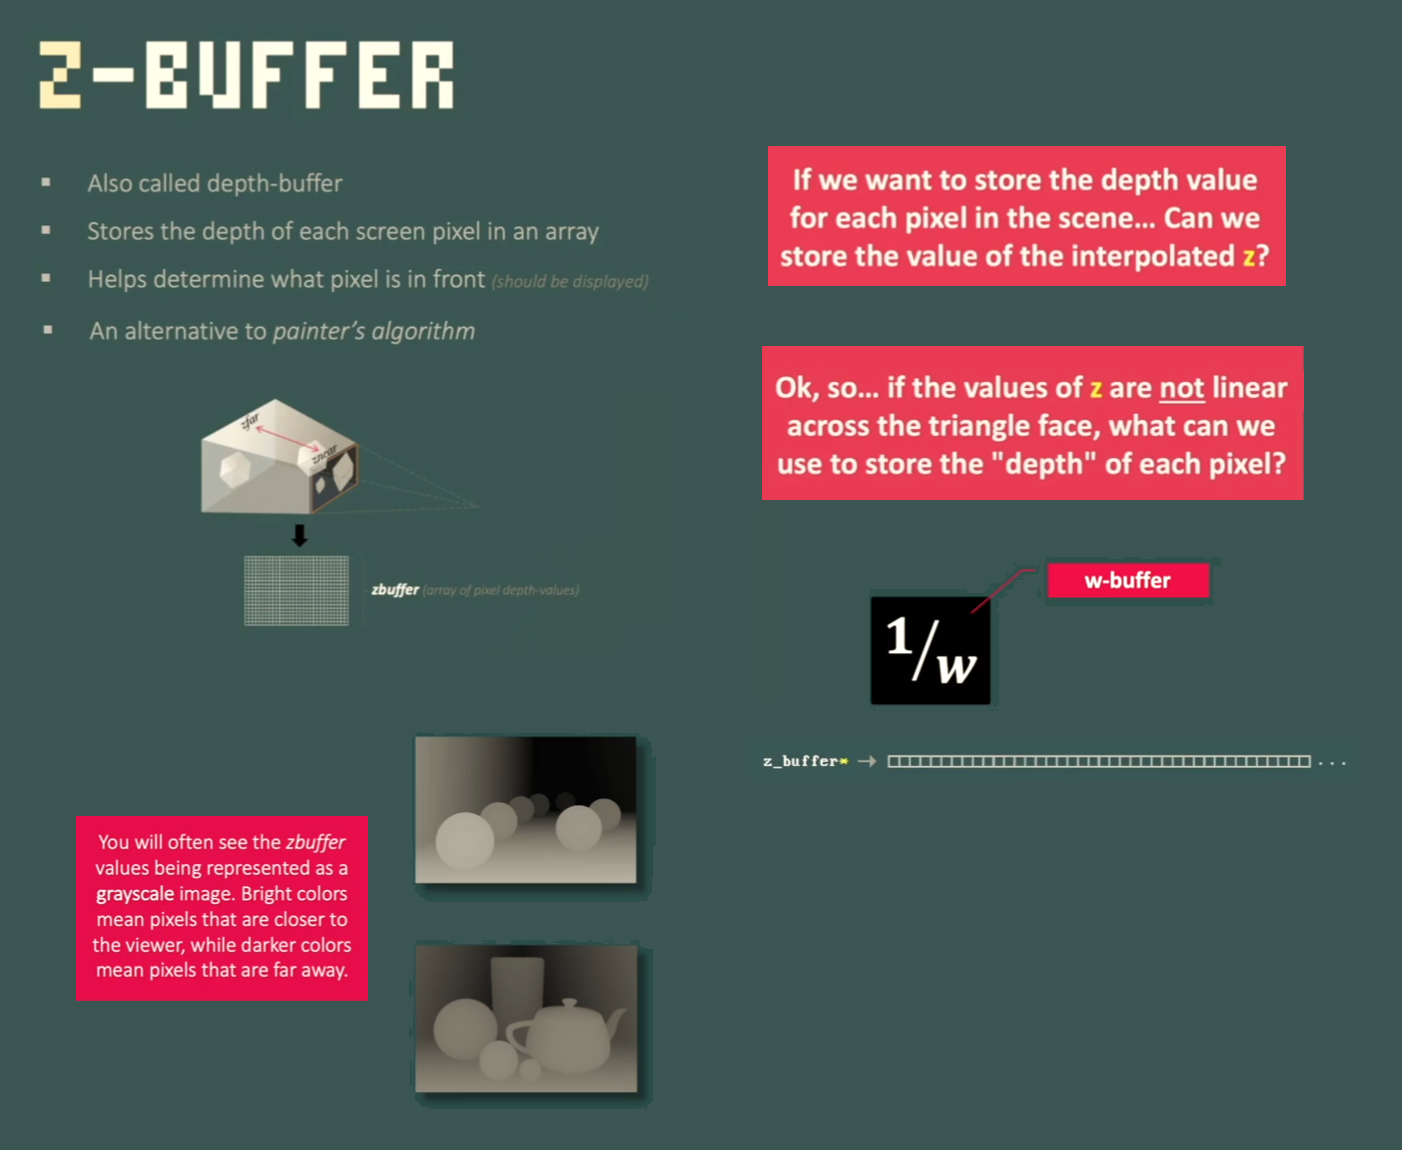 Z-BUFFER
▪ Also called depth-buffer
▪ Stores the depth of each screen pixel in an array
▪ Helps determine what pixel is in front (should be displayed)
▪ An alternative to painter's algorithm
zfar
znear
zbuffer (array of pixel depth-values)
You will often see the zbuffer
values being represented as a
grayscale image. Bright colors
mean pixels that are closer to
the viewer, while darker colors
mean pixels that are far away.
If we want to store the depth value
for each pixel in the scene... Can we
store the value of the interpolated z?
Ok, so... if the values of z are not linear
across the triangle face, what can we
use to store the "depth" of each pixel?
w-buffer
1/w
z_buffer* → ...